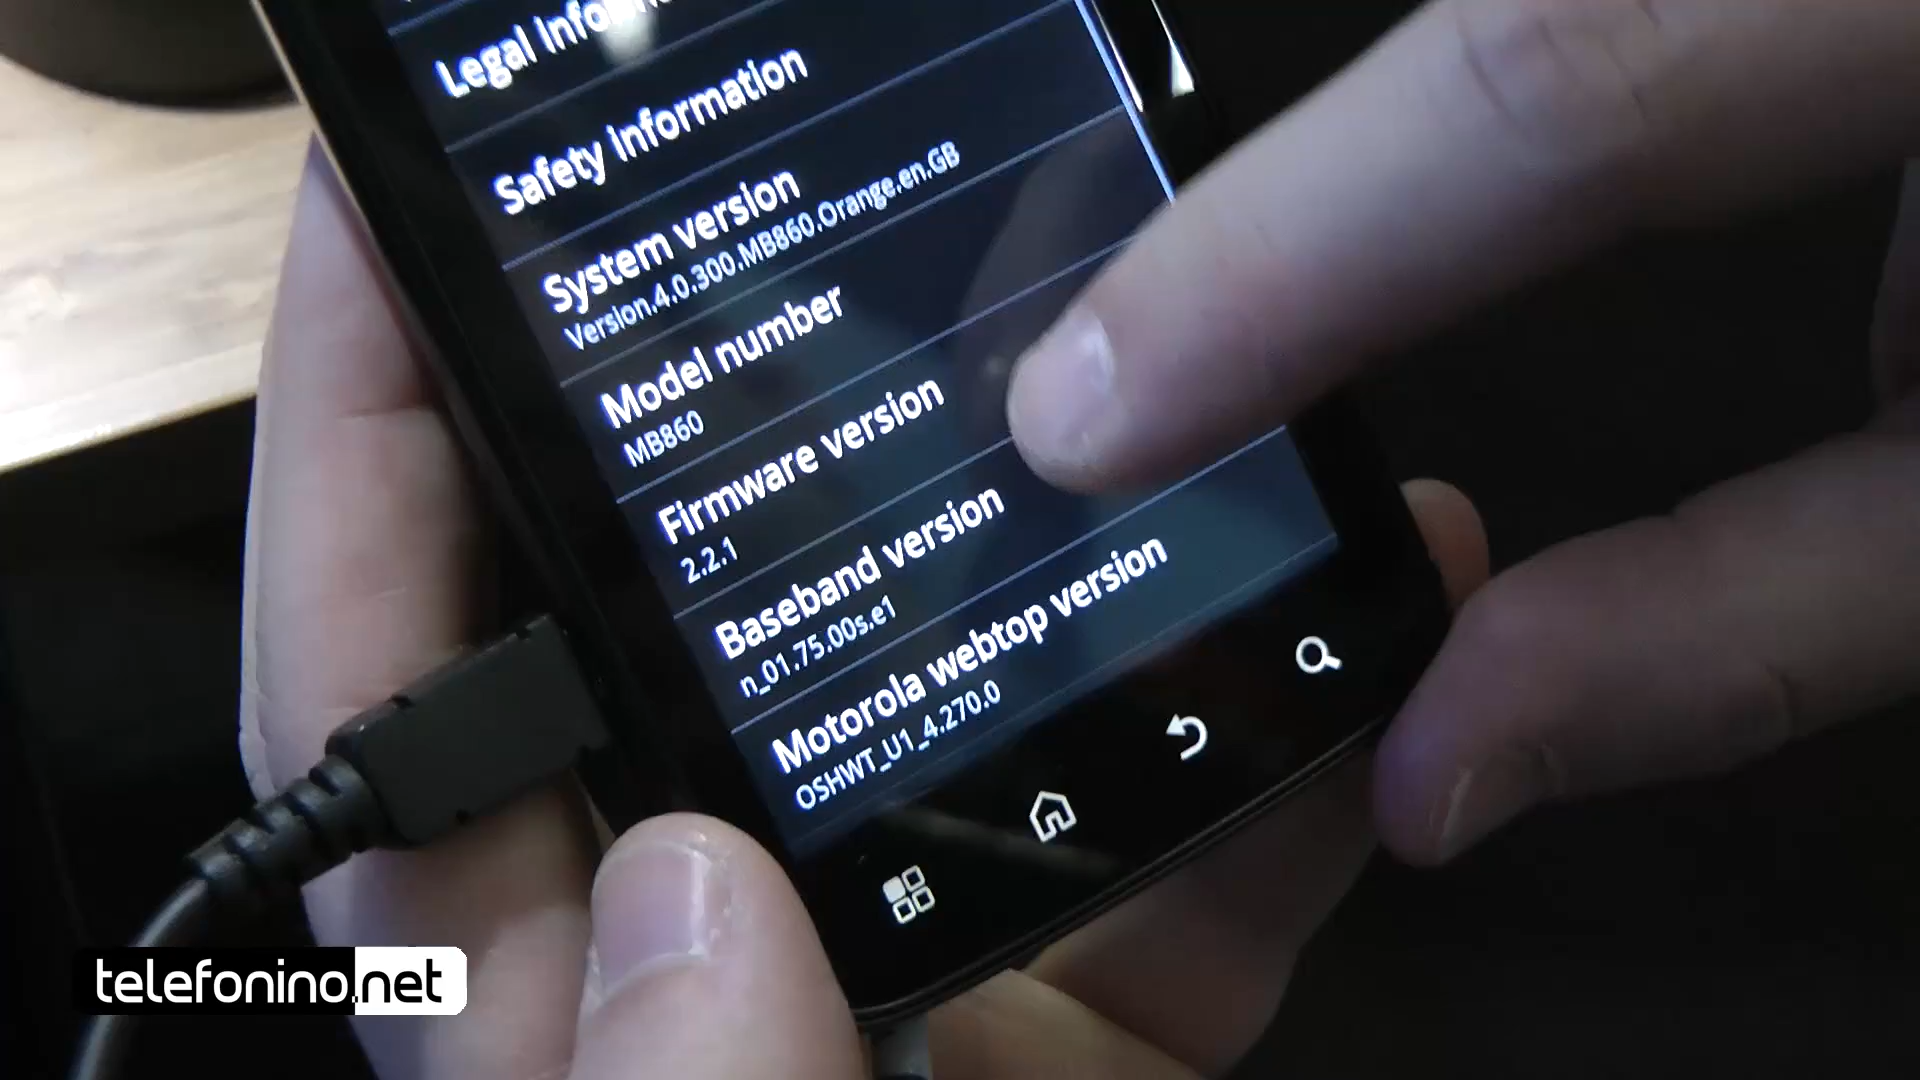 Legal
Safety information
System version
Version.4.0.300.MB860.Orange.en.GB
Model number
MB860
Firmware version
2.2.1
Baseband version
n_01.75.00s.e1
Motorola webtop version
OSHWT_U1_4.270.0
telefonino.net